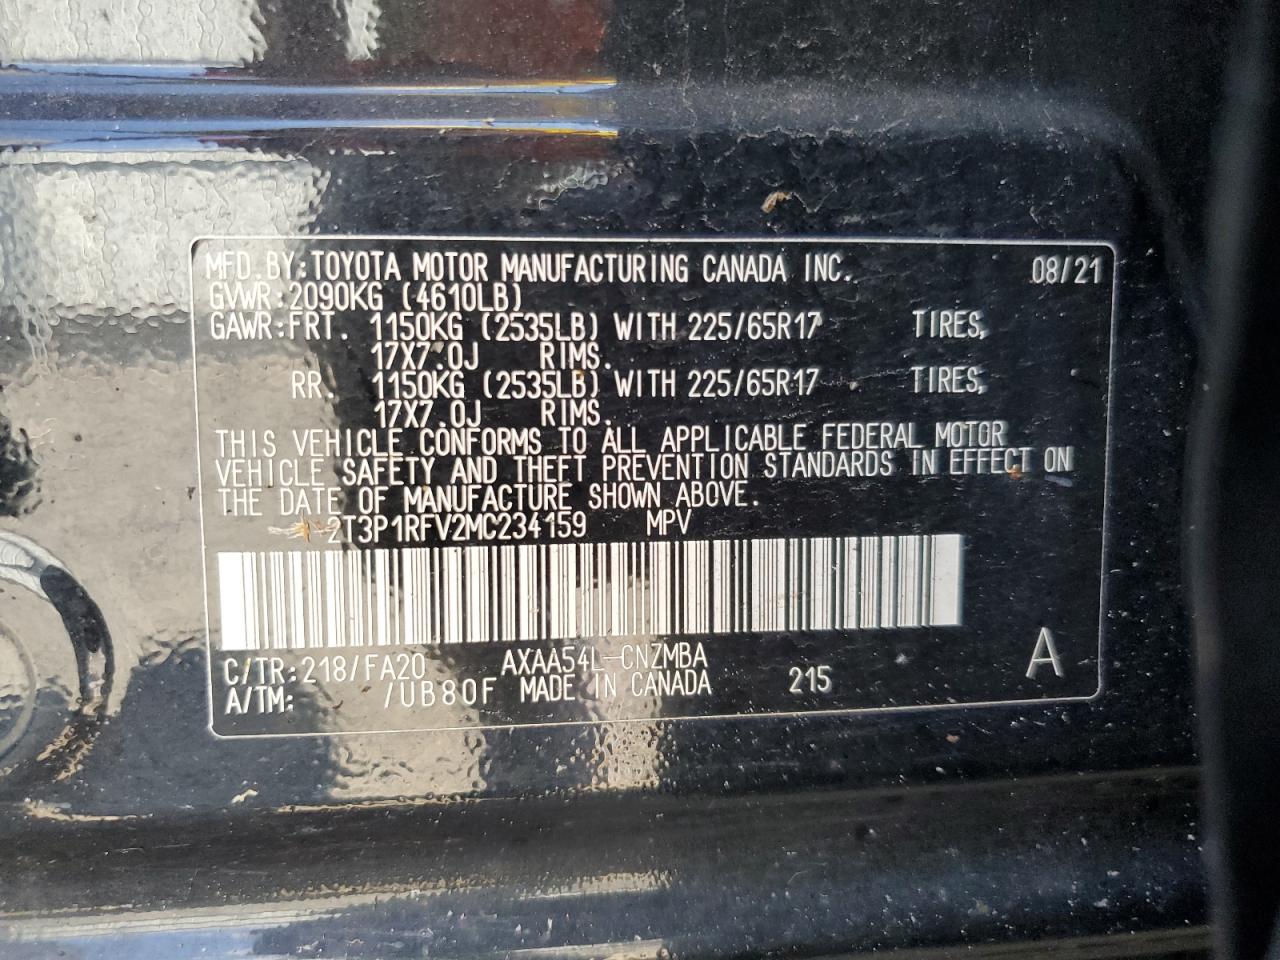 MFD.BY:TOYOTA MOTOR MANUFACTURING CANADA INC. 08/21
GVWR:2090KG (4610LB)
GAWR:FRT. 1150KG (2535LB) WITH 225/65R17 TIRES,
17X7.0J RIMS.
RR. 1150KG (2535LB) WITH 225/65R17 TIRES,
17X7.0J RIMS.
THIS VEHICLE CONFORMS TO ALL APPLICABLE FEDERAL MOTOR
VEHICLE SAFETY AND THEFT PREVENTION STANDARDS IN EFFECT ON
THE DATE OF MANUFACTURE SHOWN ABOVE.
2T3P1RFV2MC234159 MPV
C/TR:218/FA20 AXAA54L-CNZMBA
A/TM: /UB80F MADE IN CANADA 215 A